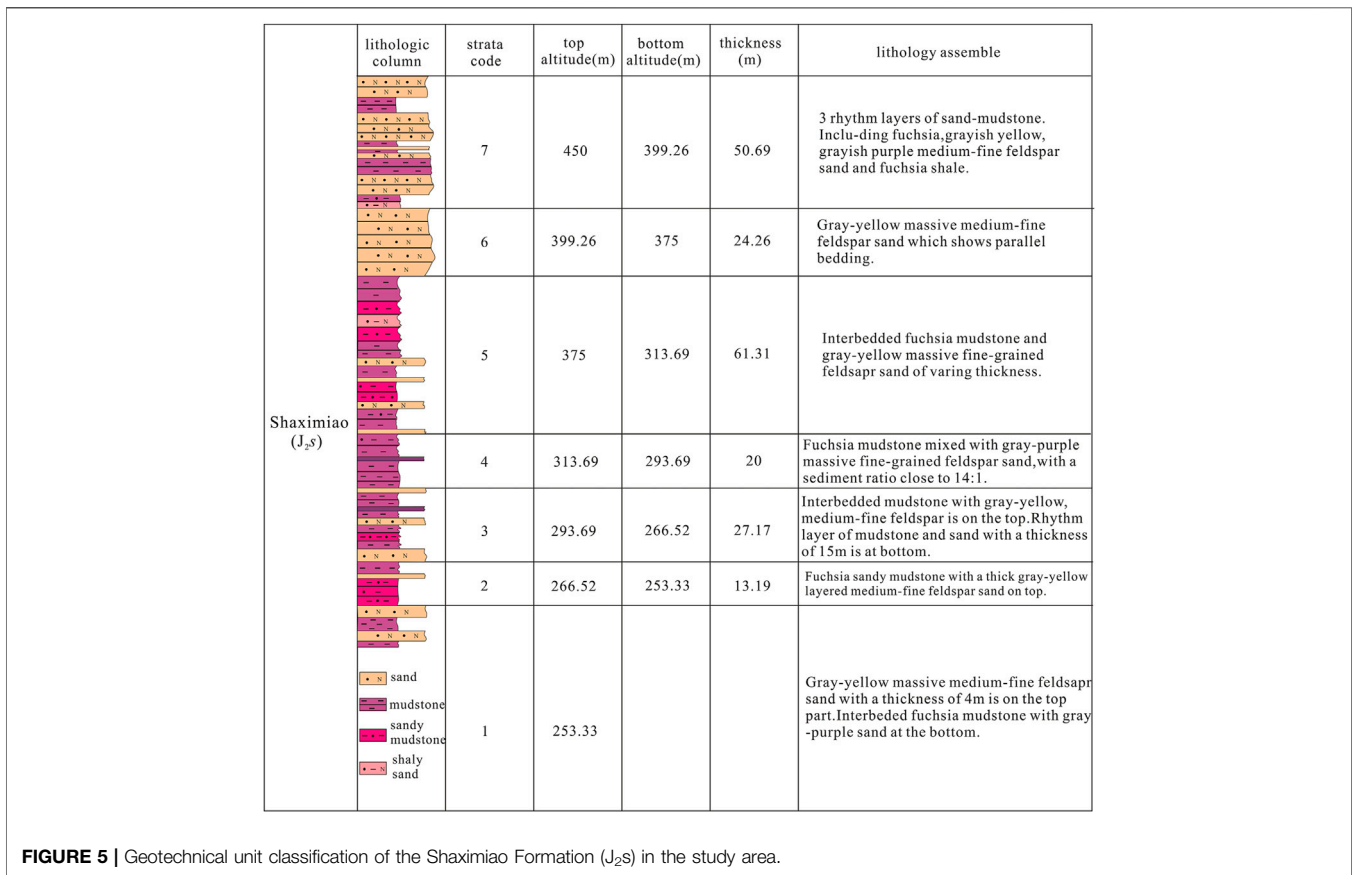 lithologic
column
strata
code
top
altitude(m)
bottom
altitude(m)
thickness
(m)
lithology assemble
Shaximiao
(J₂s)
7
450
399.26
50.69
3 rhythm layers of sand-mudstone.
Inclu-ding fuchsia,grayish yellow,
grayish purple medium-fine feldspar
sand and fuchsia shale.
6
399.26
375
24.26
Gray-yellow massive medium-fine
feldspar sand which shows parallel
bedding.
5
375
313.69
61.31
Interbedded fuchsia mudstone and
gray-yellow massive fine-grained
feldsapr sand of varing thickness.
4
313.69
293.69
20
Fuchsia mudstone mixed with gray-purple
massive fine-grained feldspar sand,with a
sediment ratio close to 14:1.
3
293.69
266.52
27.17
Interbedded mudstone with gray-yellow,
medium-fine feldspar is on the top.Rhythm
layer of mudstone and sand with a thickness
of 15m is at bottom.
2
266.52
253.33
13.19
Fuchsia sandy mudstone with a thick gray-yellow
layered medium-fine feldspar sand on top.
1
253.33
Gray-yellow massive medium-fine feldsapr
sand with a thickness of 4m is on the top
part.Interbeded fuchsia mudstone with gray
-purple sand at the bottom.
N
sand
mudstone
sandy
mudstone
N
shaly
sand
FIGURE 5 | Geotechnical unit classification of the Shaximiao Formation (J₂s) in the study area.